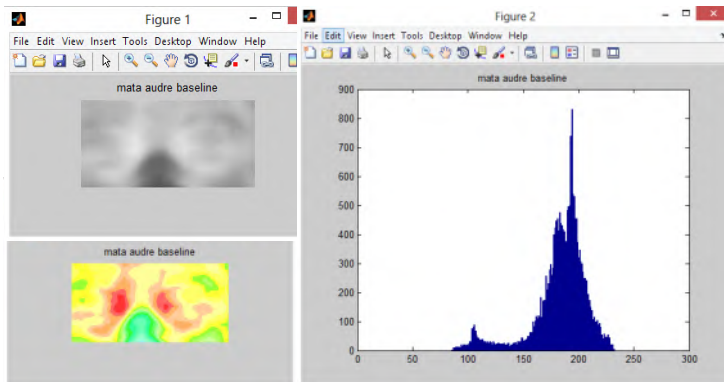 Figure 1
File Edit View Insert Tools Desktop Window Help
mata audre baseline
mata audre baseline
Figure 2
File Edit View Insert Tools Desktop Window Help
mata audre baseline
900
800
700
600
500
400
300
200
100
0
0 50 100 150 200 250 300